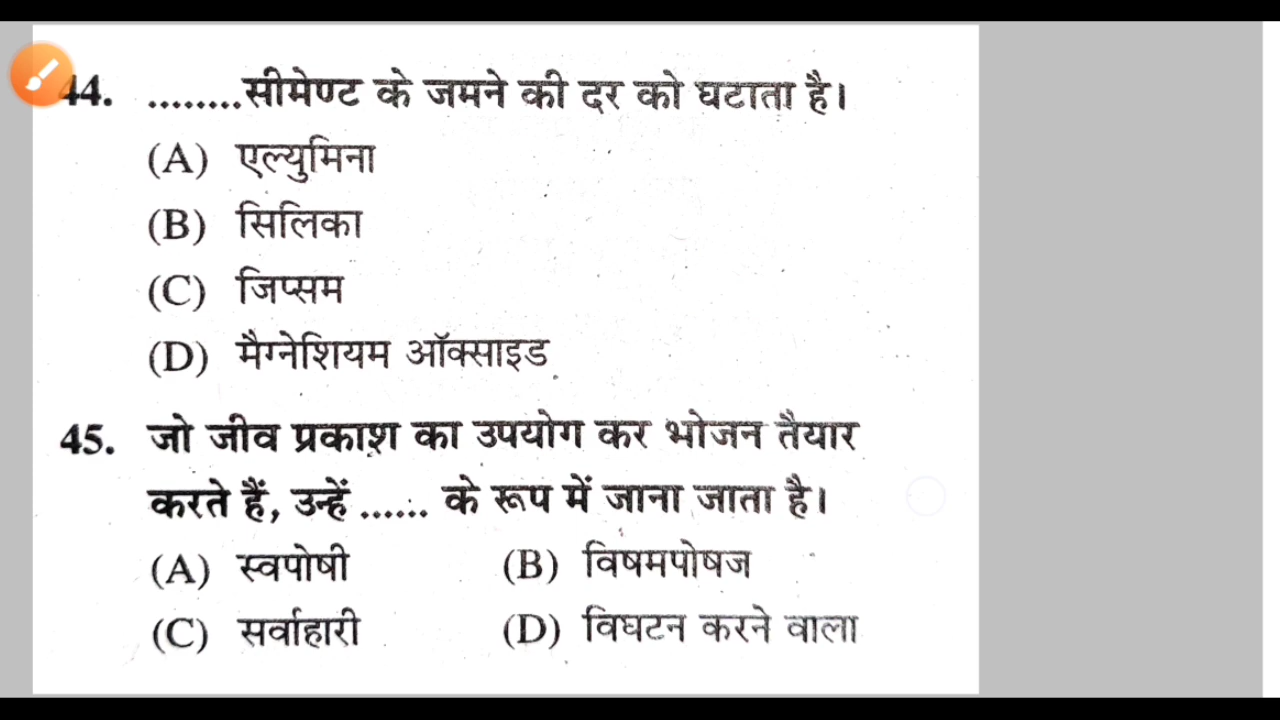 44. .........सीमेण्ट के जमने की दर को घटाता है।
(A) एल्युमिना
(B) सिलिका
(C) जिप्सम
(D) मैग्नेशियम ऑक्साइड
45. जो जीव प्रकाश का उपयोग कर भोजन तैयार
करते हैं, उन्हें ...... के रूप में जाना जाता है।
(A) स्वपोषी (B) विषमपोषज
(C) सर्वाहारी (D) विघटन करने वाला